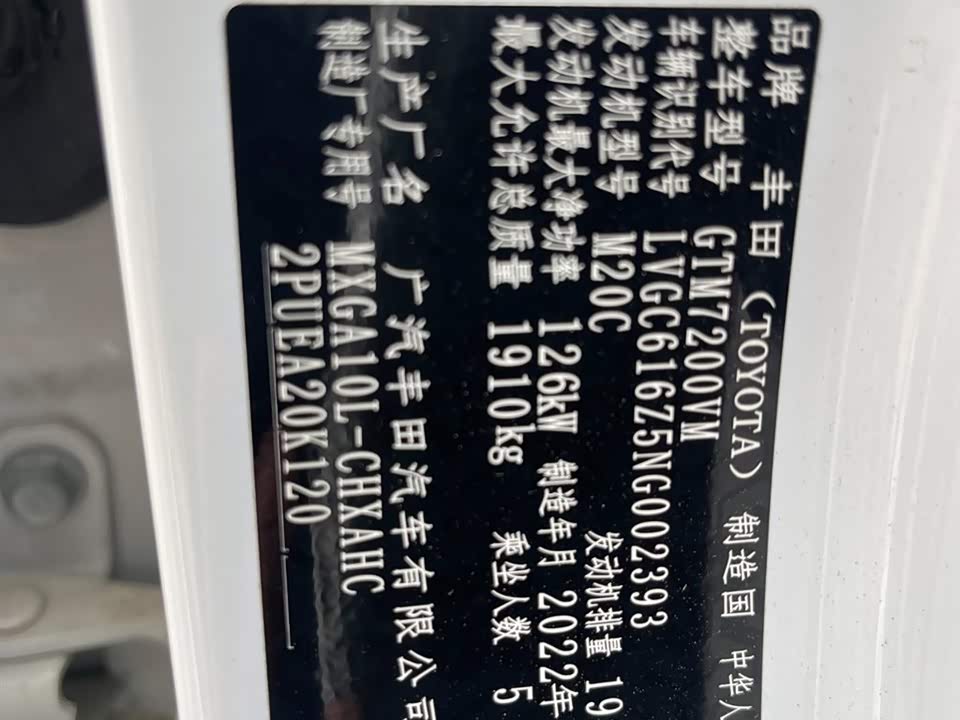 品牌 丰田 (TOYOTA) 制造国 中华人
整车型号 GTM7200VM
车辆识别代号 LVGC616Z5NG002393
发动机型号 M20C 发动机排量 19
发动机最大净功率 126kW 制造年月 2022年
最大允许总质量 1910kg 乘坐人数 5
生产厂名 广汽丰田汽车有限公司
制造厂专用号 MXGA10L-CHXAHC
2PUEA20K120